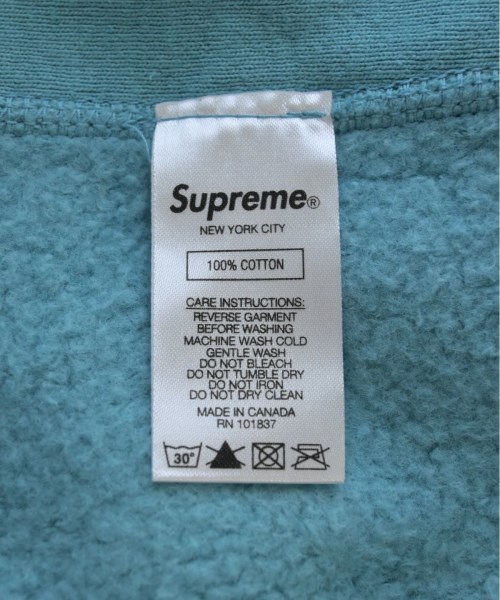 Supreme®
NEW YORK CITY
100% COTTON
CARE INSTRUCTIONS:
REVERSE GARMENT
BEFORE WASHING
MACHINE WASH COLD
GENTLE WASH
DO NOT BLEACH
DO NOT TUMBLE DRY
DO NOT IRON
DO NOT DRY CLEAN
MADE IN CANADA
RN 101837
30°